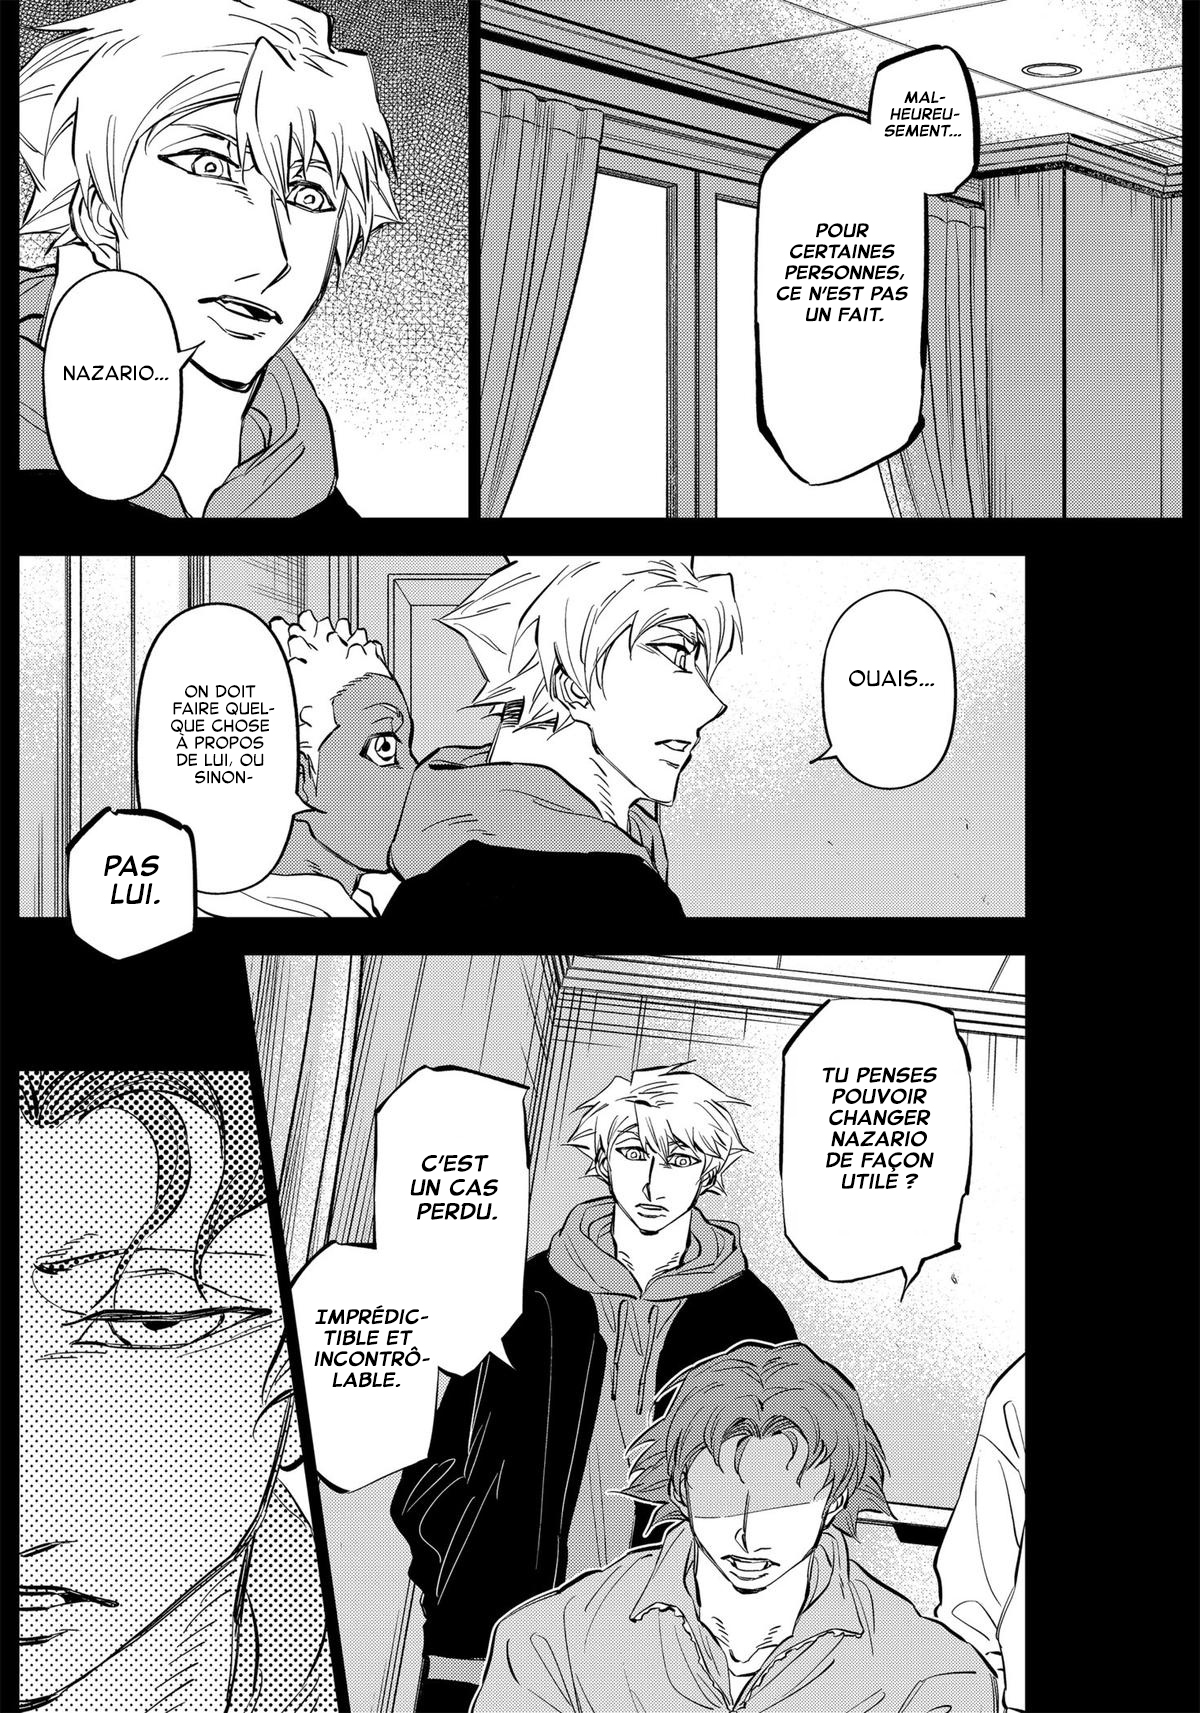 MAL-
HEUREU-
SEMENT...
POUR
CERTAINES
PERSONNES,
CE N'EST PAS
UN FAIT.
NAZARIO...
OUAIS...
ON DOIT
FAIRE QUEL-
QUE CHOSE
À PROPOS
DE LUI, OU
SINON-
PAS
LUI.
TU PENSES
POUVOIR
CHANGER
NAZARIO
DE FAÇON
UTILE ?
C'EST
UN CAS
PERDU.
IMPRÉDIC-
TIBLE ET
INCONTRÔ-
LABLE.